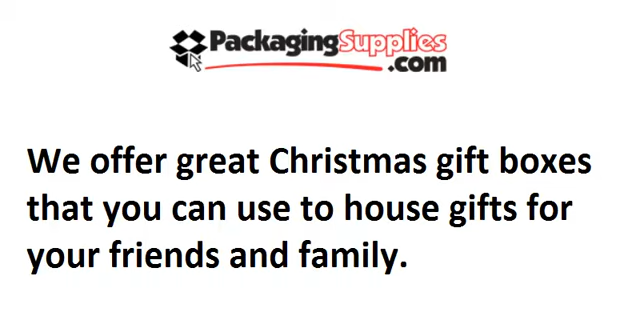 PackagingSupplies
.com
We offer great Christmas gift boxes
that you can use to house gifts for
your friends and family.